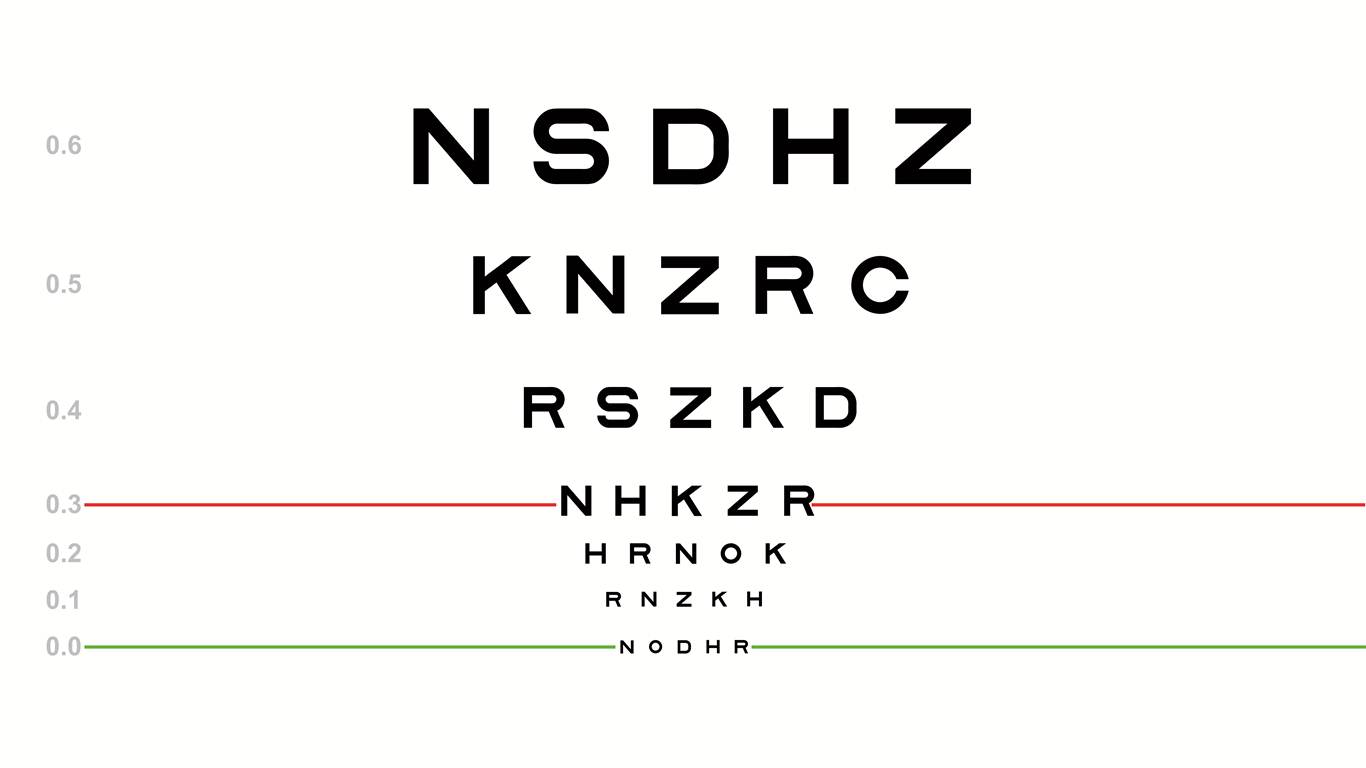 0.6 N S D H Z
0.5 K N Z R C
0.4 R S Z K D
0.3 N H K Z R
0.2 H R N O K
0.1 R N Z K H
0.0 N O D H R